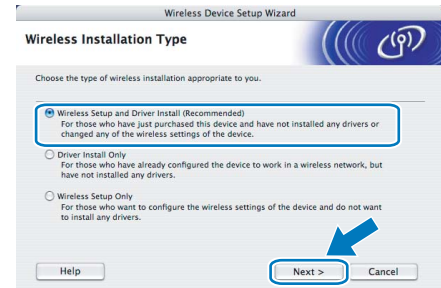 Wireless Device Setup Wizard
Wireless Installation Type
Choose the type of wireless installation appropriate to you.
Wireless Setup and Driver Install (Recommended)
For those who have just purchased this device and have not installed any drivers or
changed any of the wireless settings of the device.
Driver Install Only
For those who have already configured the device to work in a wireless network, but
have not installed any drivers.
Wireless Setup Only
For those who want to configure the wireless settings of the device and do not want
to install any drivers.
Help
Next >
Cancel